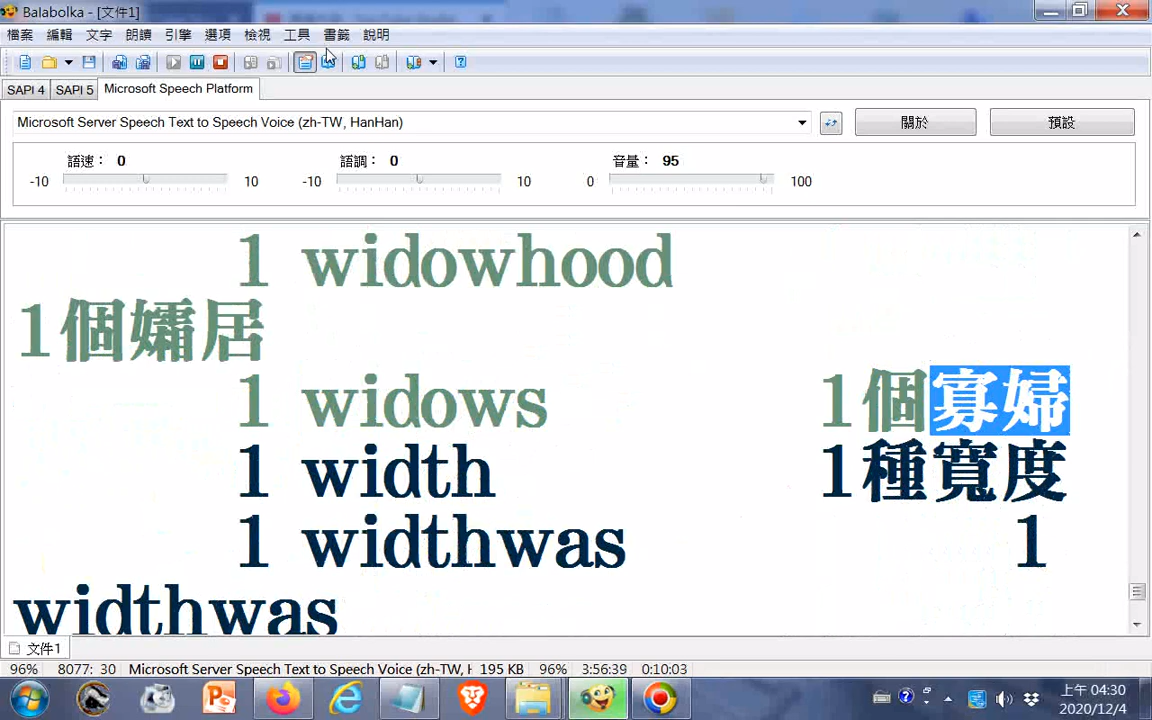 Balabolka - [文件1]
檔案 編輯 文字 朗讀 引擎 選項 檢視 工具 書籤 說明
SAPI 4 SAPI 5 Microsoft Speech Platform
Microsoft Server Speech Text to Speech Voice (zh-TW, HanHan) 關於 預設
語速： 0 語調： 0 音量： 95
-10 10 -10 10 0 100
1 widowhood
1個孀居
1 widows 1個寡婦
1 width 1種寬度
1 widthwas 1
widthwas
文件1
96% 8077: 30 Microsoft Server Speech Text to Speech Voice (zh-TW, H 195 KB 96% 3:56:39 0:10:03
上午 04:30
2020/12/4